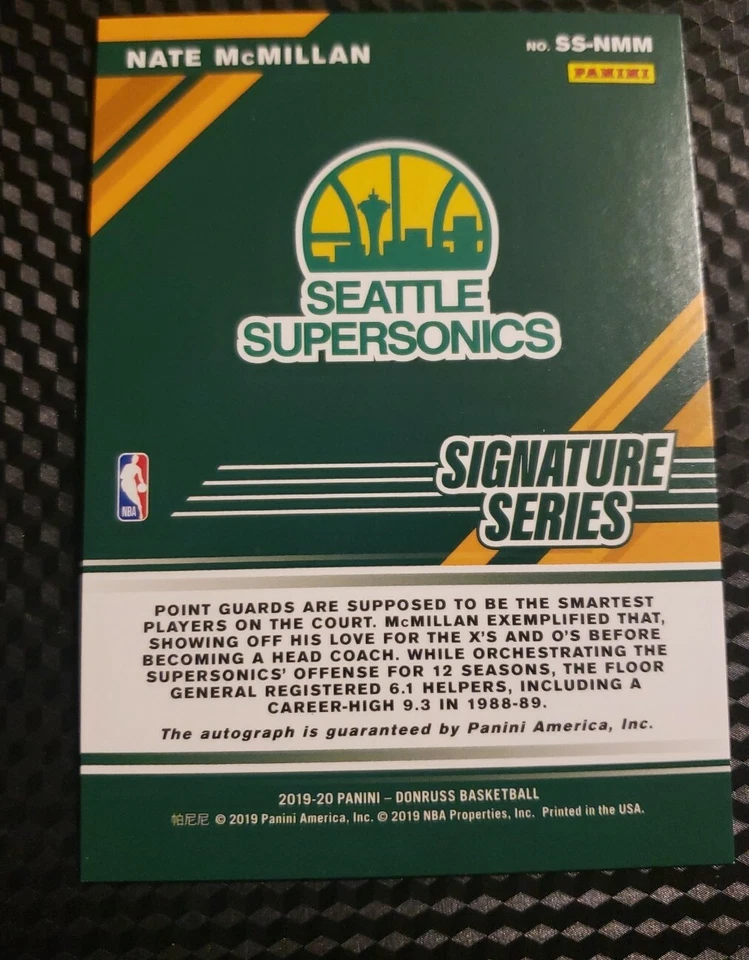 NATE McMILLAN
NO. SS-NMM
PANINI
SEATTLE
SUPERSONICS
SIGNATURE
SERIES
NBA
POINT GUARDS ARE SUPPOSED TO BE THE SMARTEST
PLAYERS ON THE COURT. McMILLAN EXEMPLIFIED THAT,
SHOWING OFF HIS LOVE FOR THE X'S AND O'S BEFORE
BECOMING A HEAD COACH. WHILE ORCHESTRATING THE
SUPERSONICS' OFFENSE FOR 12 SEASONS, THE FLOOR
GENERAL REGISTERED 6.1 HELPERS, INCLUDING A
CAREER-HIGH 9.3 IN 1988-89.
The autograph is guaranteed by Panini America, Inc.
2019-20 PANINI – DONRUSS BASKETBALL
帕尼尼 © 2019 Panini America, Inc. © 2019 NBA Properties, Inc. Printed in the USA.